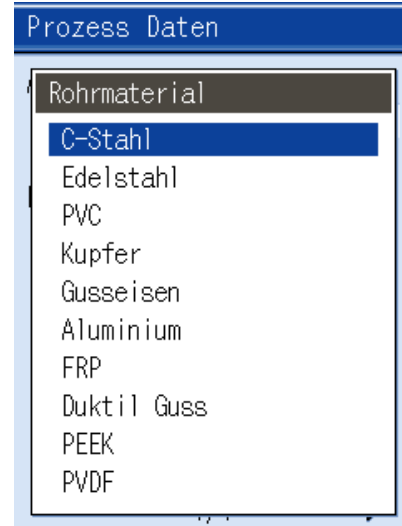 Prozess Daten
Rohrmaterial
C-Stahl
Edelstahl
PVC
Kupfer
Gusseisen
Aluminium
FRP
Duktil Guss
PEEK
PVDF